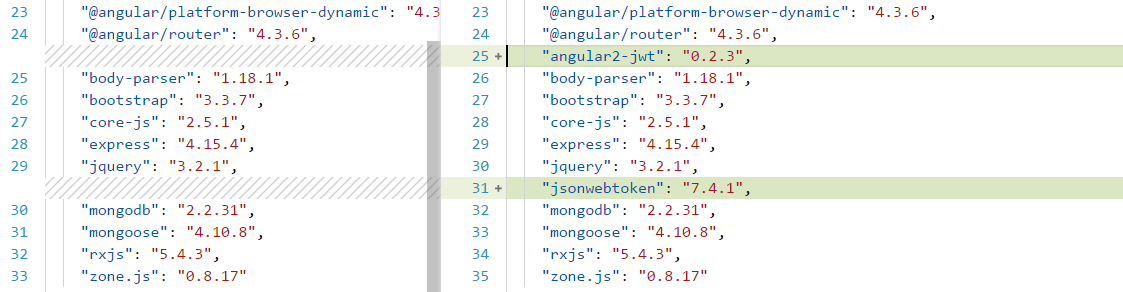 23 "@angular/platform-browser-dynamic": "4.3
24 "@angular/router": "4.3.6",
25 "body-parser": "1.18.1",
26 "bootstrap": "3.3.7",
27 "core-js": "2.5.1",
28 "express": "4.15.4",
29 "jquery": "3.2.1",
30 "mongodb": "2.2.31",
31 "mongoose": "4.10.8",
32 "rxjs": "5.4.3",
33 "zone.js": "0.8.17"
23 "@angular/platform-browser-dynamic": "4.3.6",
24 "@angular/router": "4.3.6",
25 + "angular2-jwt": "0.2.3",
26 "body-parser": "1.18.1",
27 "bootstrap": "3.3.7",
28 "core-js": "2.5.1",
29 "express": "4.15.4",
30 "jquery": "3.2.1",
31 + "jsonwebtoken": "7.4.1",
32 "mongodb": "2.2.31",
33 "mongoose": "4.10.8",
34 "rxjs": "5.4.3",
35 "zone.js": "0.8.17"